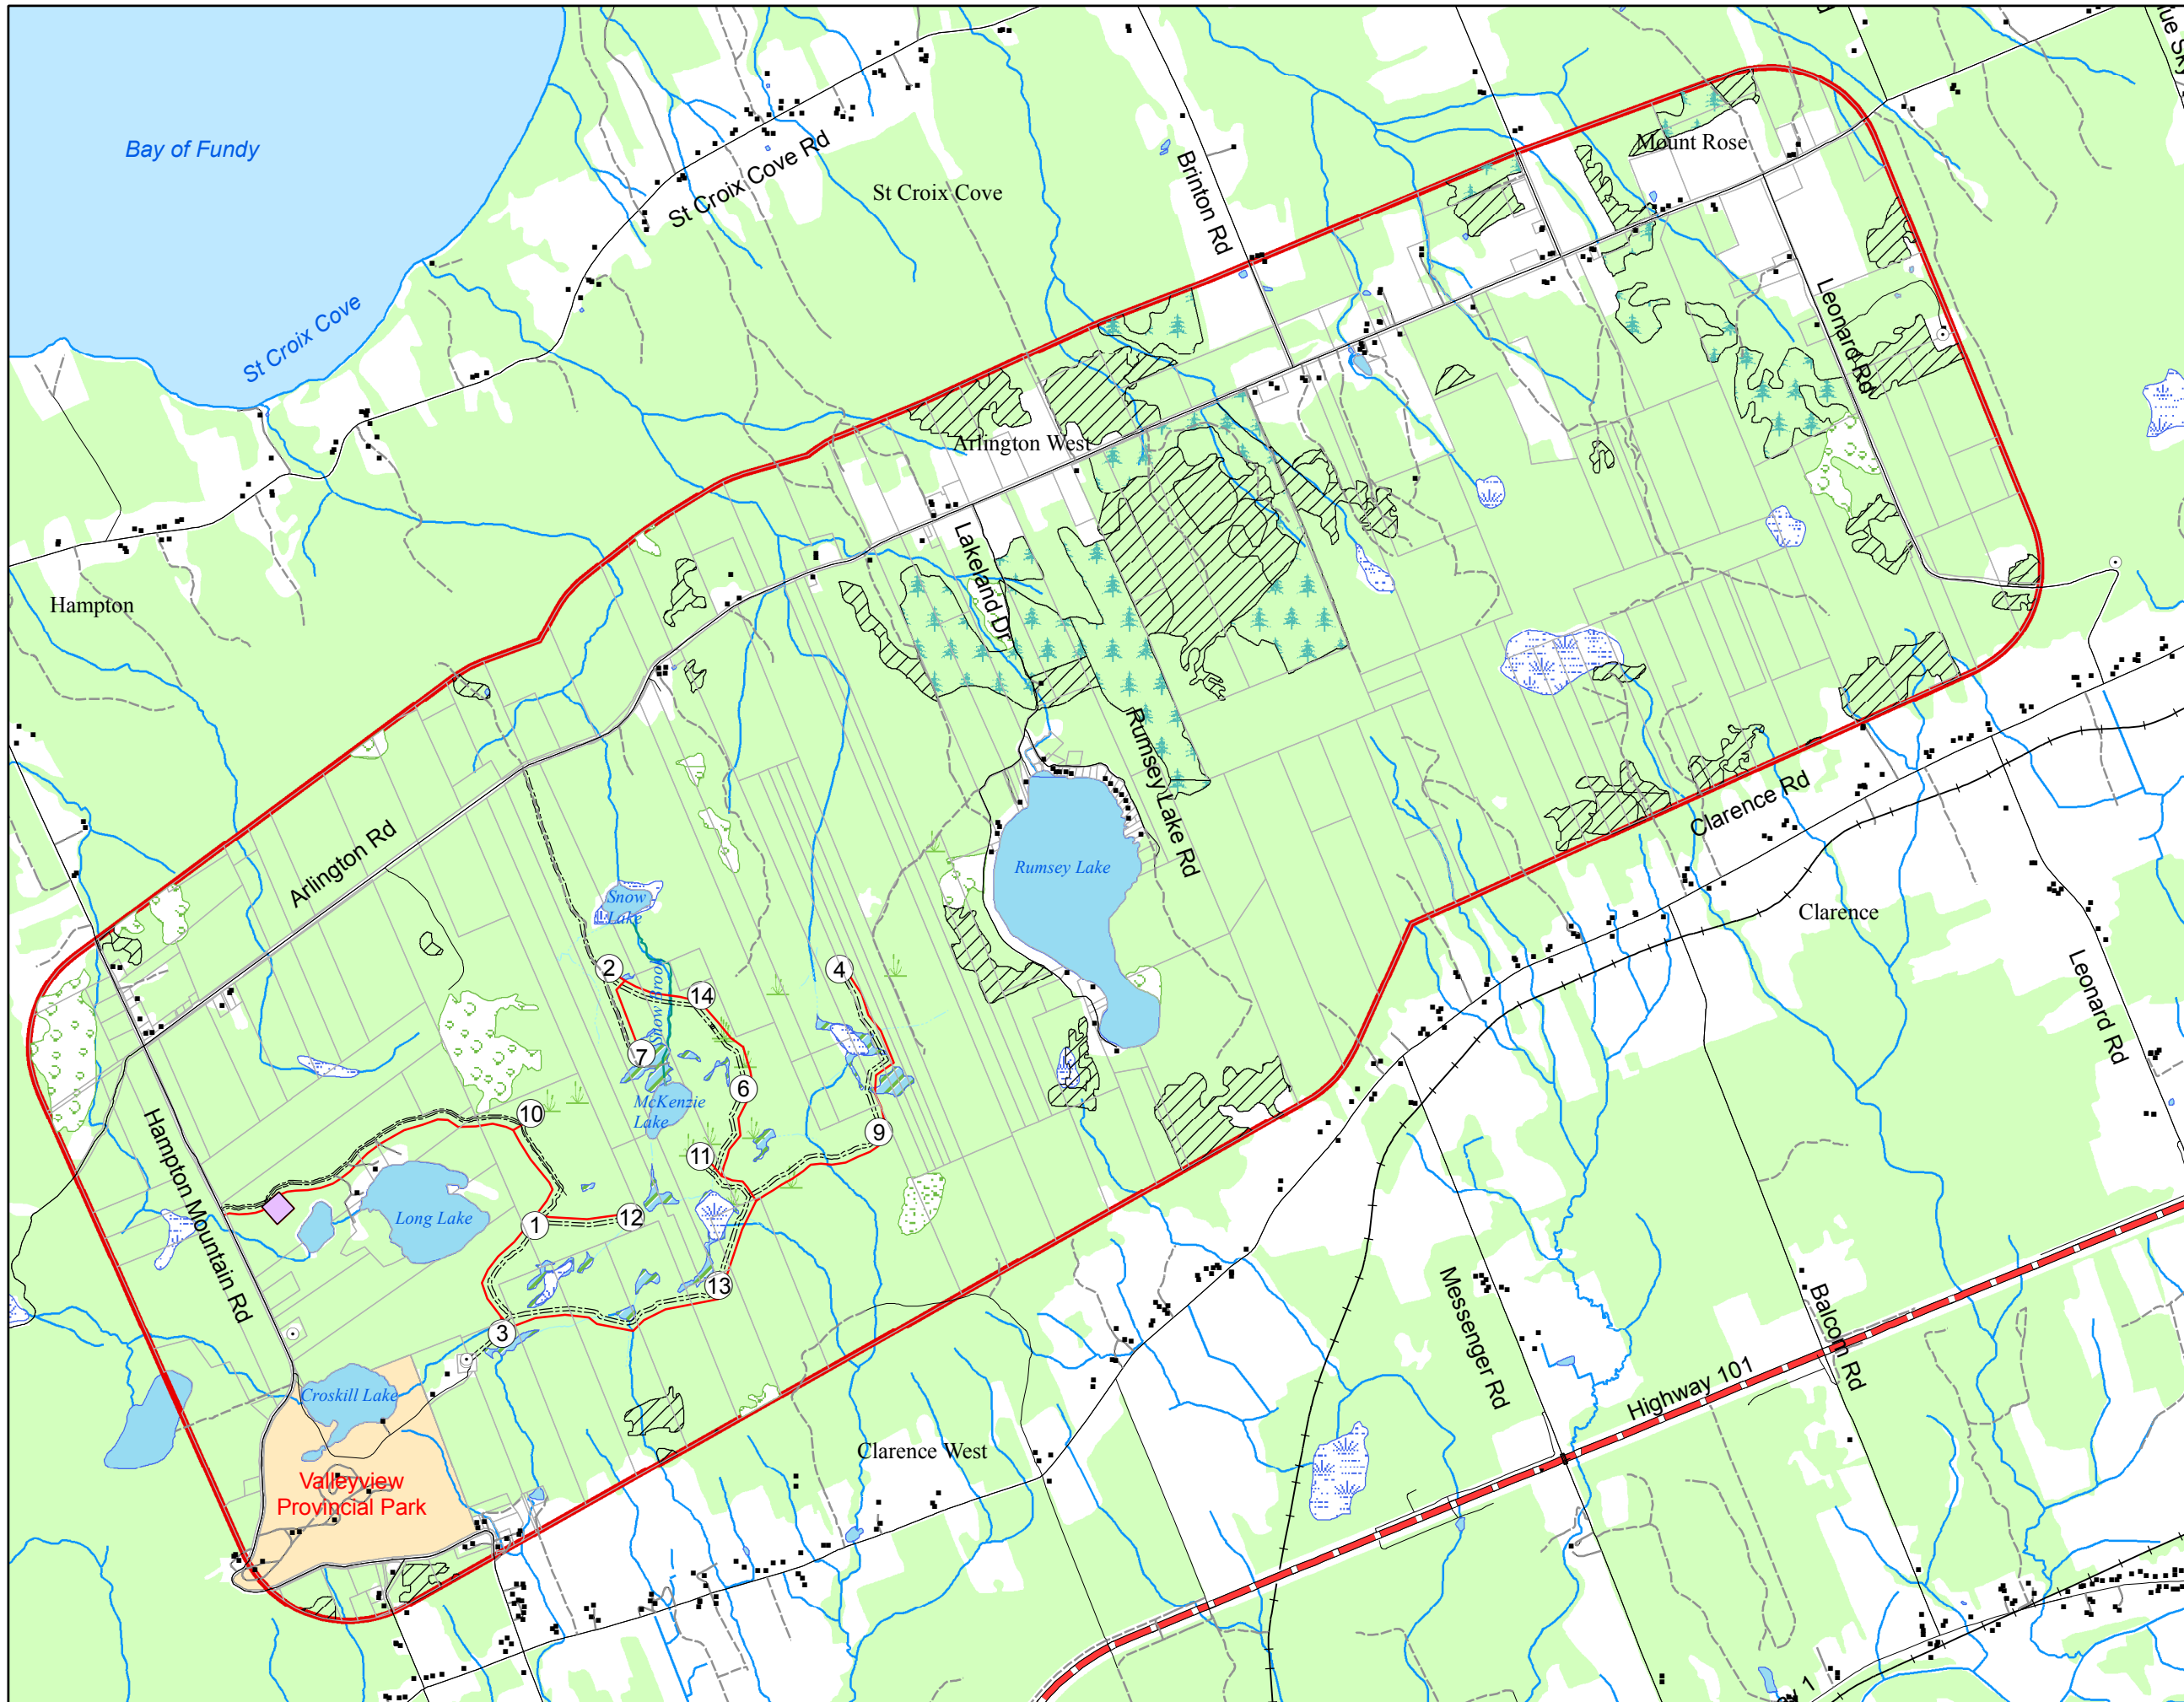 Bay of Fundy
St Croix Cove Rd
St Croix Cove
Brinton Rd
Mount Rose
St Croix Cove
Leonard Rd
Arlington West
Lakeland Dr
Hampton
Rumsey Lake Rd
Clarence Rd
Arlington Rd
Rumsey Lake
Snow
Lake
Clarence
2
4
14
Snow Brook
Leonard Rd
7
6
McKenzie
Lake
10
Hampton Mountain Rd
9
11
Long Lake
1
12
13
3
Messenger Rd
Balcom Rd
Croskill Lake
Highway 101
Clarence West
Valleyview
Provincial Park